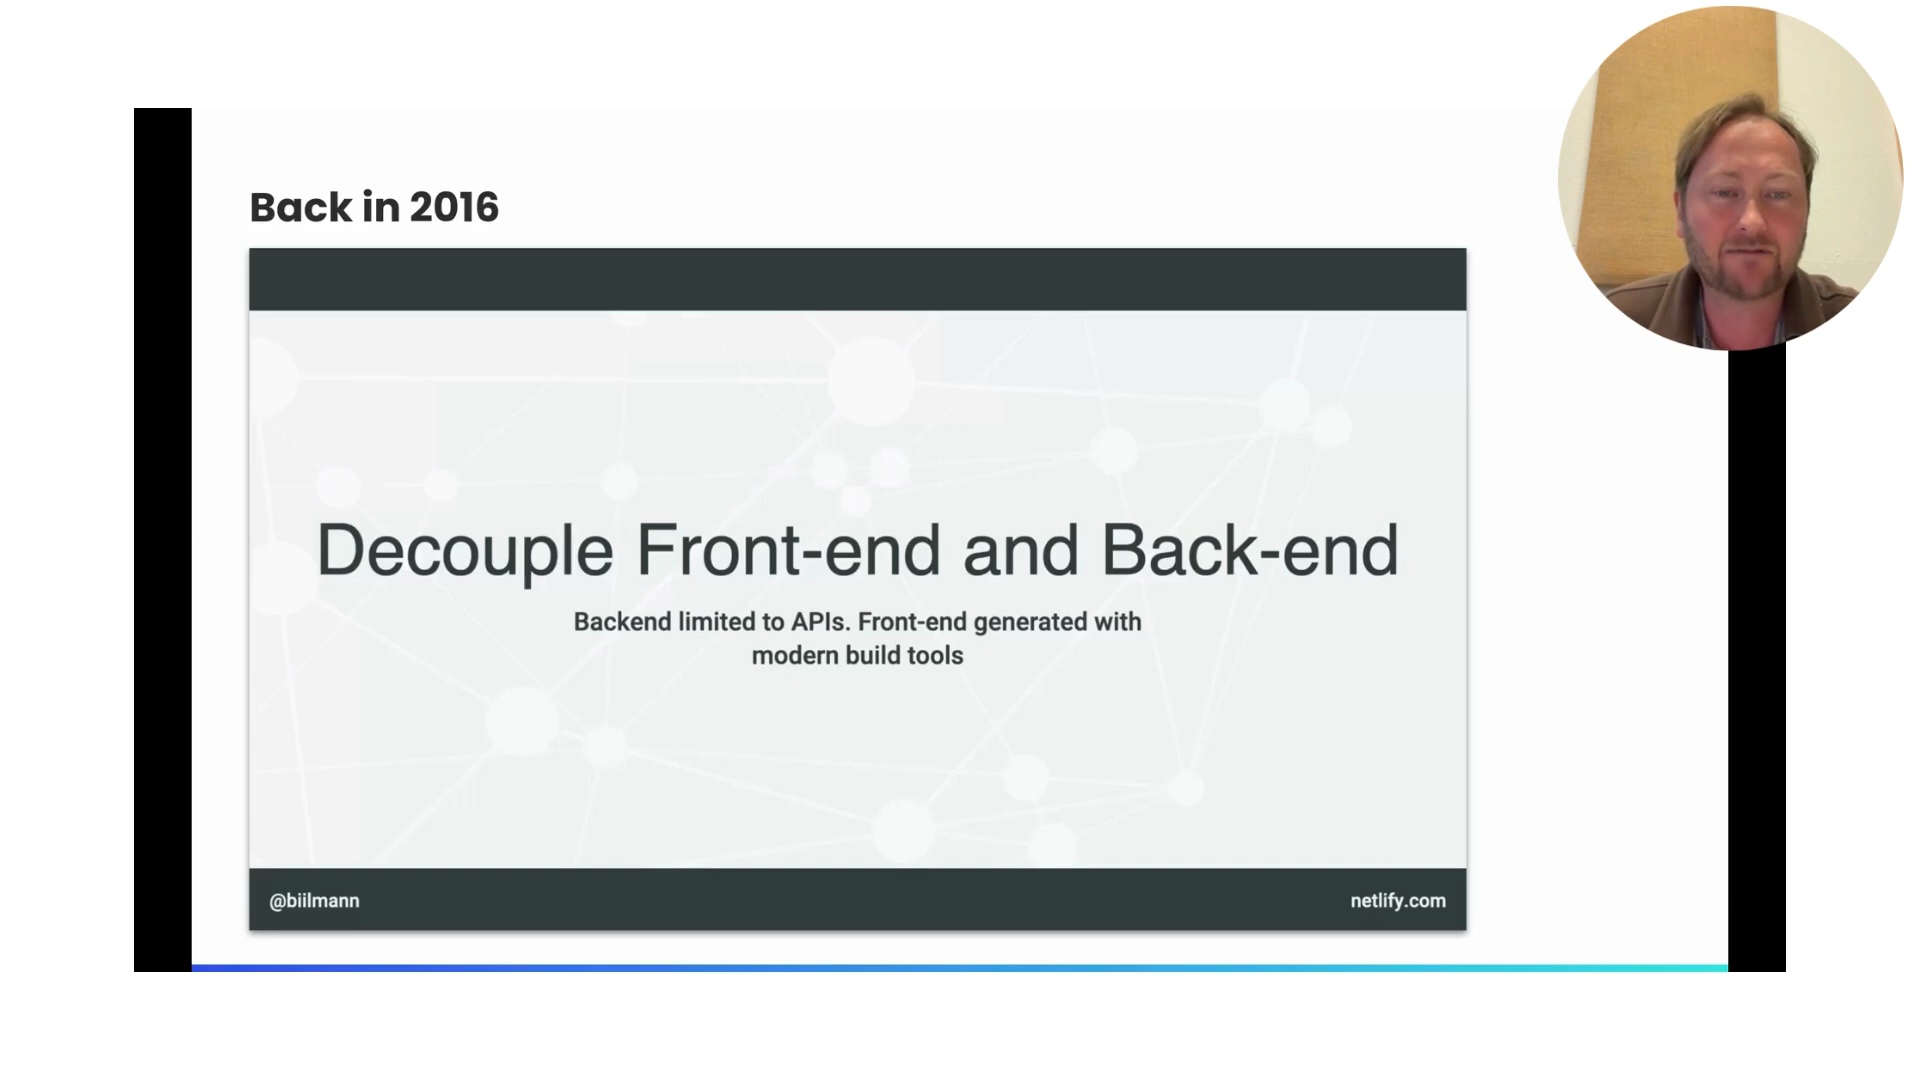 Back in 2016
Decouple Front-end and Back-end
Backend limited to APIs. Front-end generated with
modern build tools
@biilmann
netlify.com